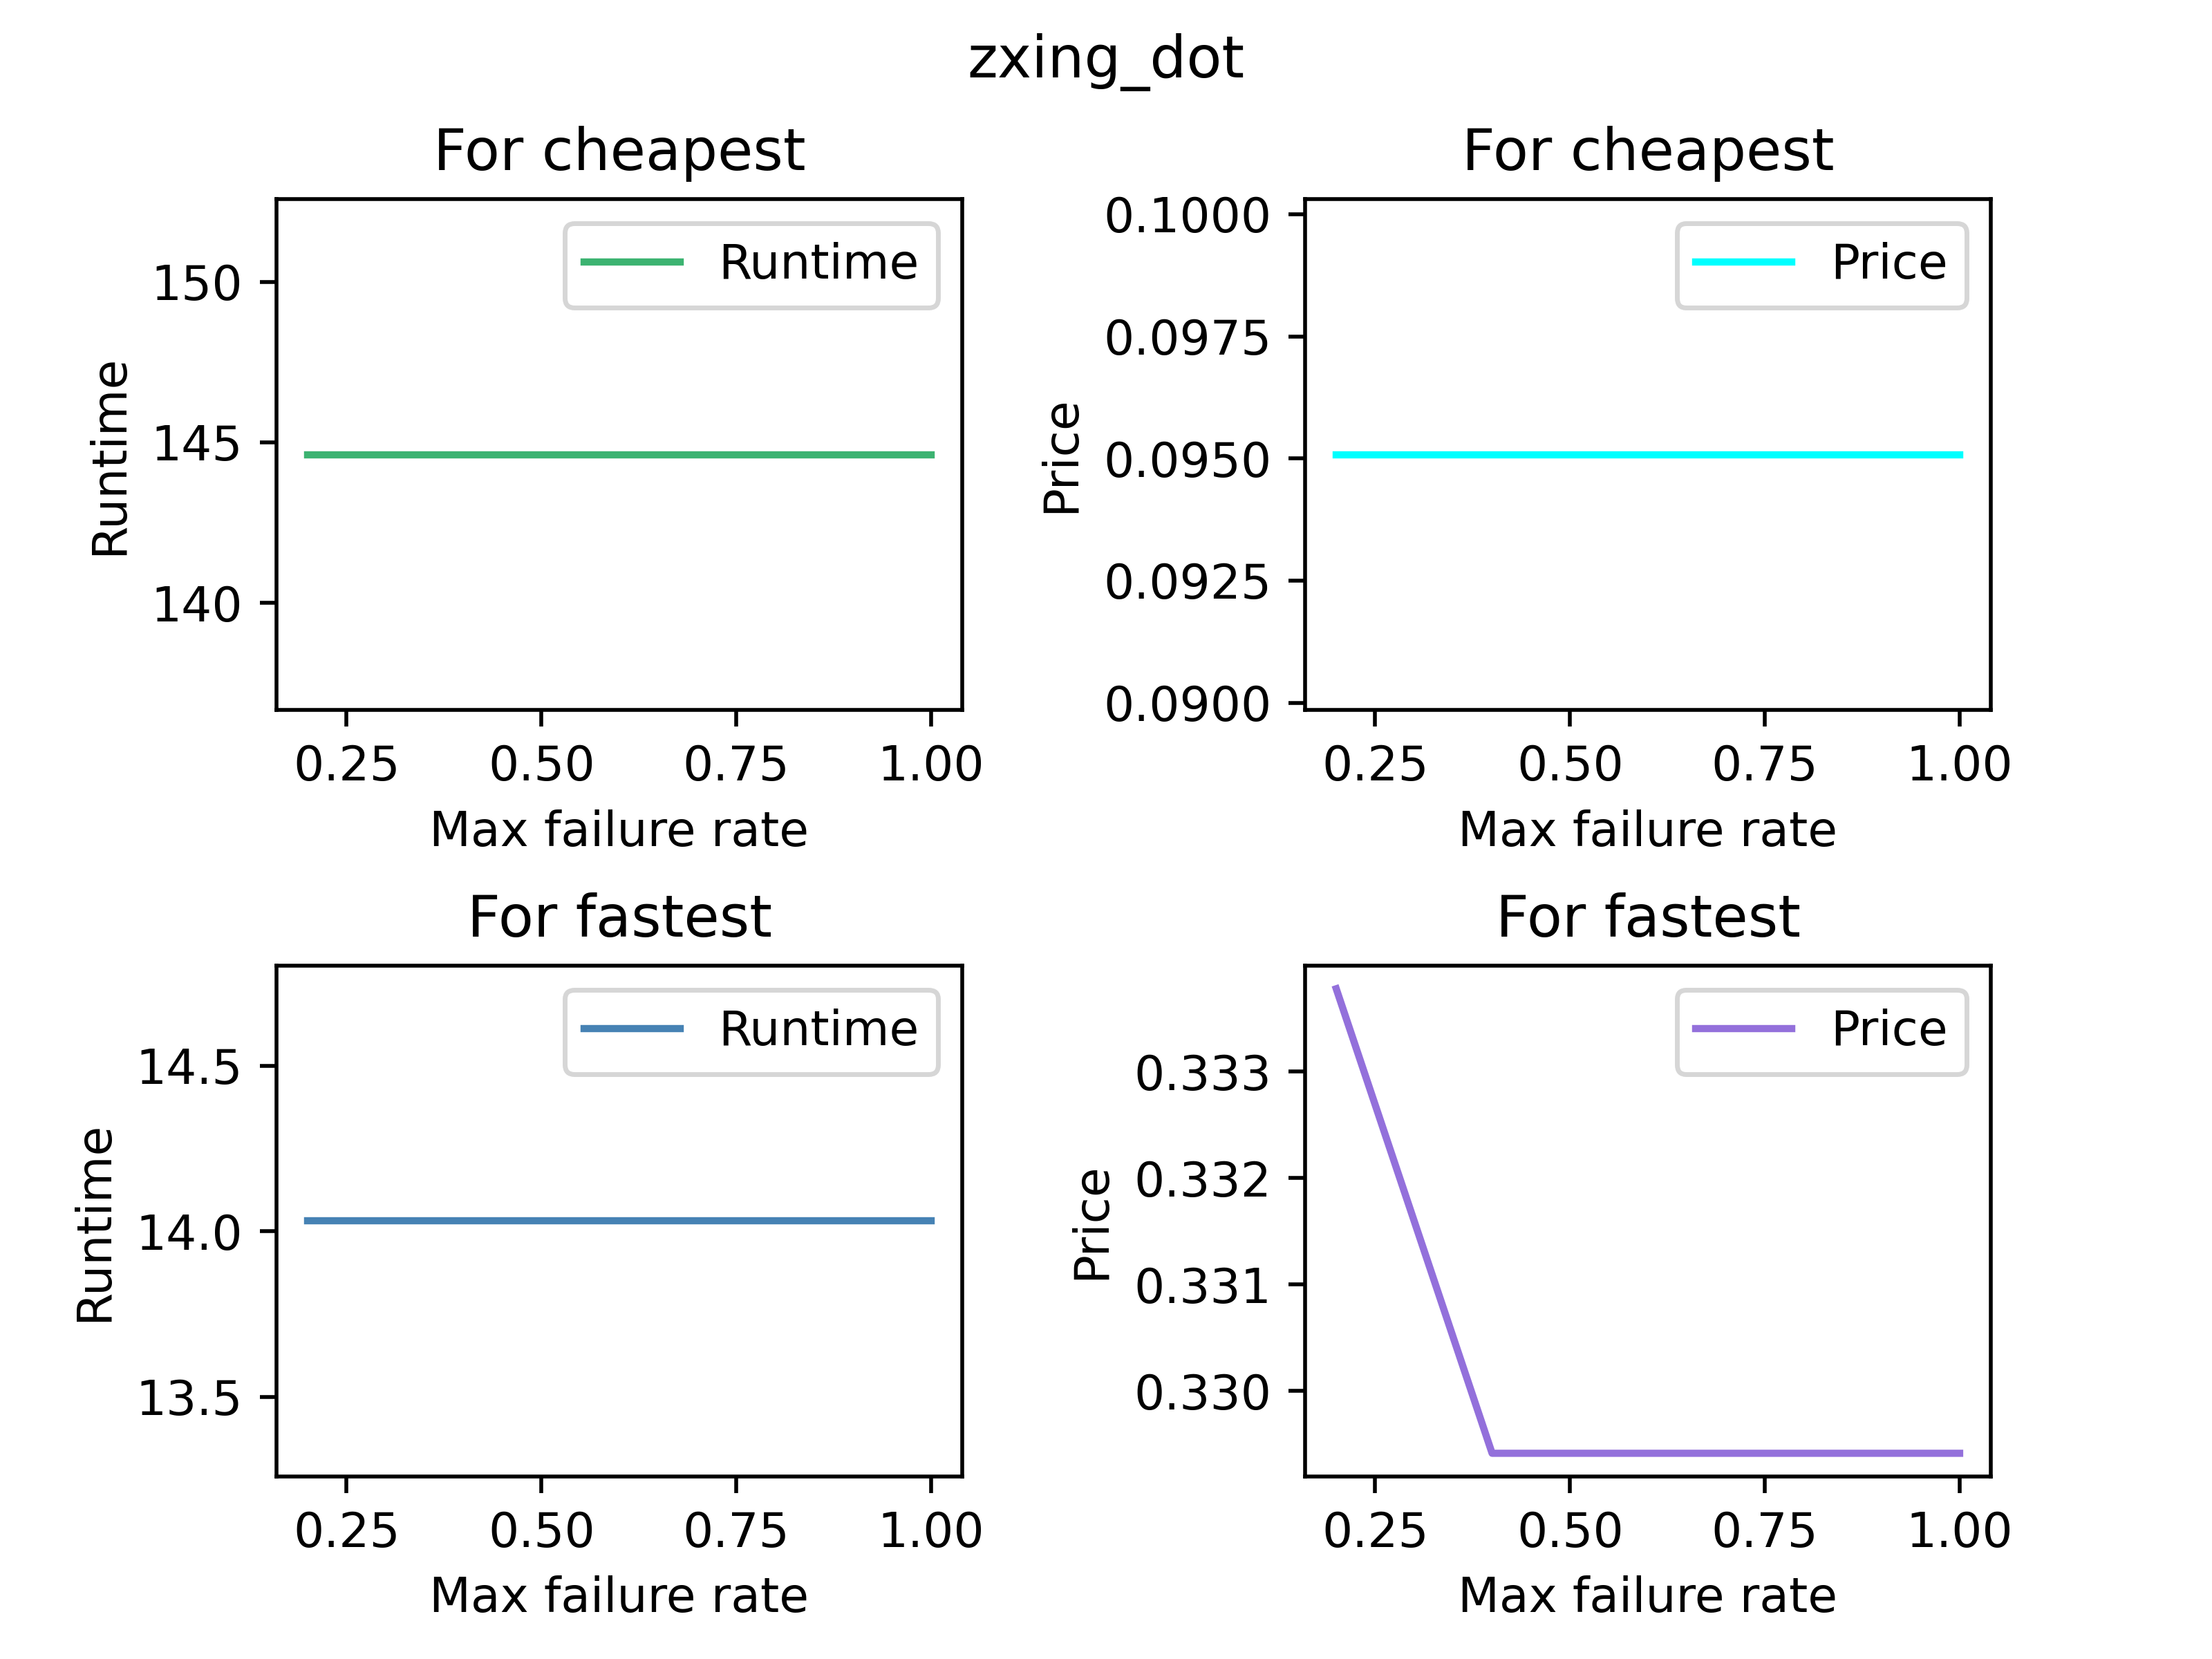 zxing_dot
For cheapest
Runtime
150
145
140
Runtime
0.25 0.50 0.75 1.00
Max failure rate
For cheapest
Price
0.1000
0.0975
0.0950
0.0925
0.0900
Price
0.25 0.50 0.75 1.00
Max failure rate
For fastest
Runtime
14.5
14.0
13.5
Runtime
0.25 0.50 0.75 1.00
Max failure rate
For fastest
Price
0.333
0.332
0.331
0.330
Price
0.25 0.50 0.75 1.00
Max failure rate